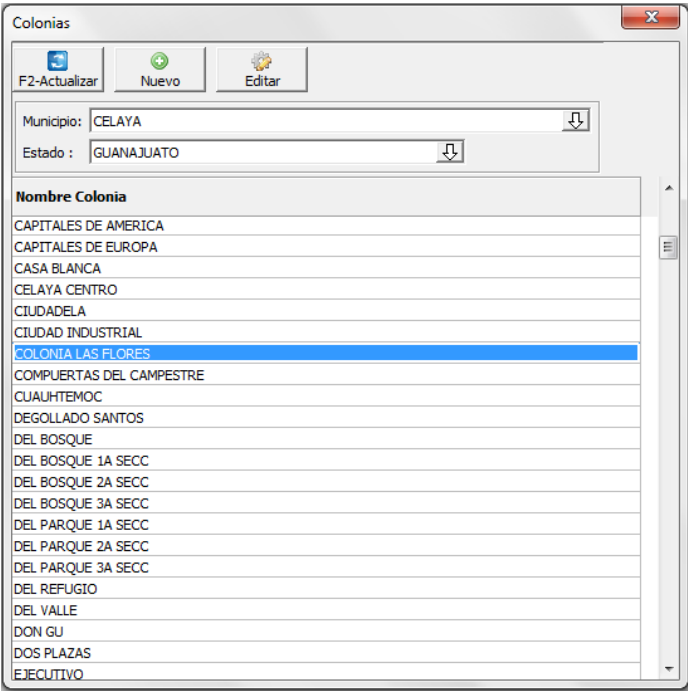 Colonias
F2-Actualizar Nuevo Editar
Municipio: CELAYA
Estado : GUANAJUATO
Nombre Colonia
CAPITALES DE AMERICA
CAPITALES DE EUROPA
CASA BLANCA
CELAYA CENTRO
CIUDADELA
CIUDAD INDUSTRIAL
COLONIA LAS FLORES
COMPUERTAS DEL CAMPESTRE
CUAUHTEMOC
DEGOLLADO SANTOS
DEL BOSQUE
DEL BOSQUE 1A SECC
DEL BOSQUE 2A SECC
DEL BOSQUE 3A SECC
DEL PARQUE 1A SECC
DEL PARQUE 2A SECC
DEL PARQUE 3A SECC
DEL REFUGIO
DEL VALLE
DON GU
DOS PLAZAS
EJECUTIVO